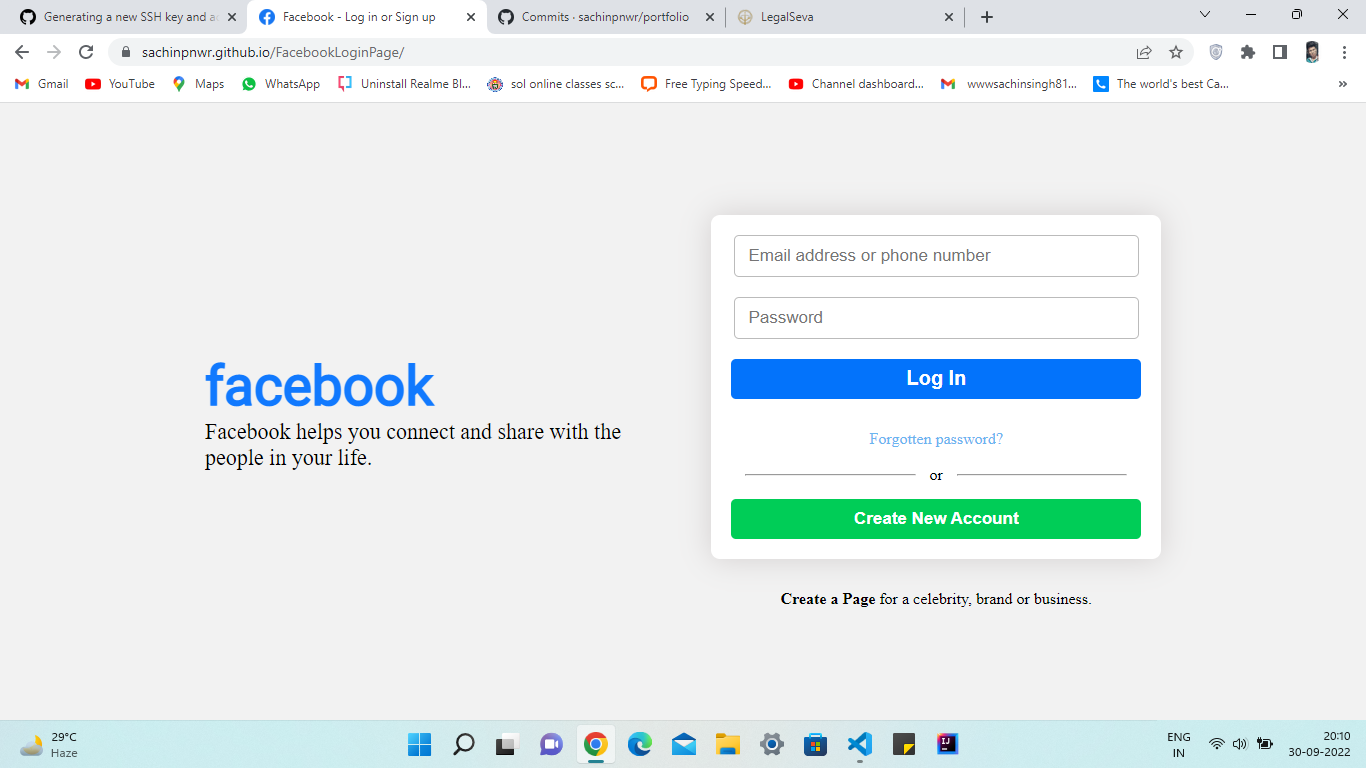 Generating a new SSH key and a
Facebook - Log in or Sign up
Commits · sachinpnwr/portfolio
LegalSeva
sachinpnwr.github.io/FacebookLoginPage/
Gmail
YouTube
Maps
WhatsApp
Uninstall Realme Bl...
sol online classes sc...
Free Typing Speed...
Channel dashboard...
wwwsachinsingh81...
The world's best Ca...
facebook
Facebook helps you connect and share with the
people in your life.
Email address or phone number
Password
Log In
Forgotten password?
or
Create New Account
Create a Page for a celebrity, brand or business.
29°C
Haze
ENG
IN
20:10
30-09-2022